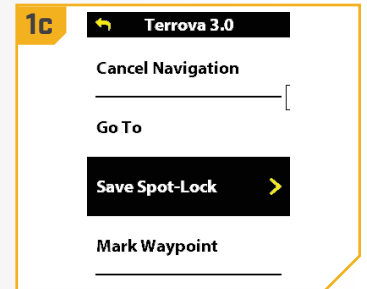 1c
Terrova 3.0
Cancel Navigation
Go To
Save Spot-Lock
Mark Waypoint